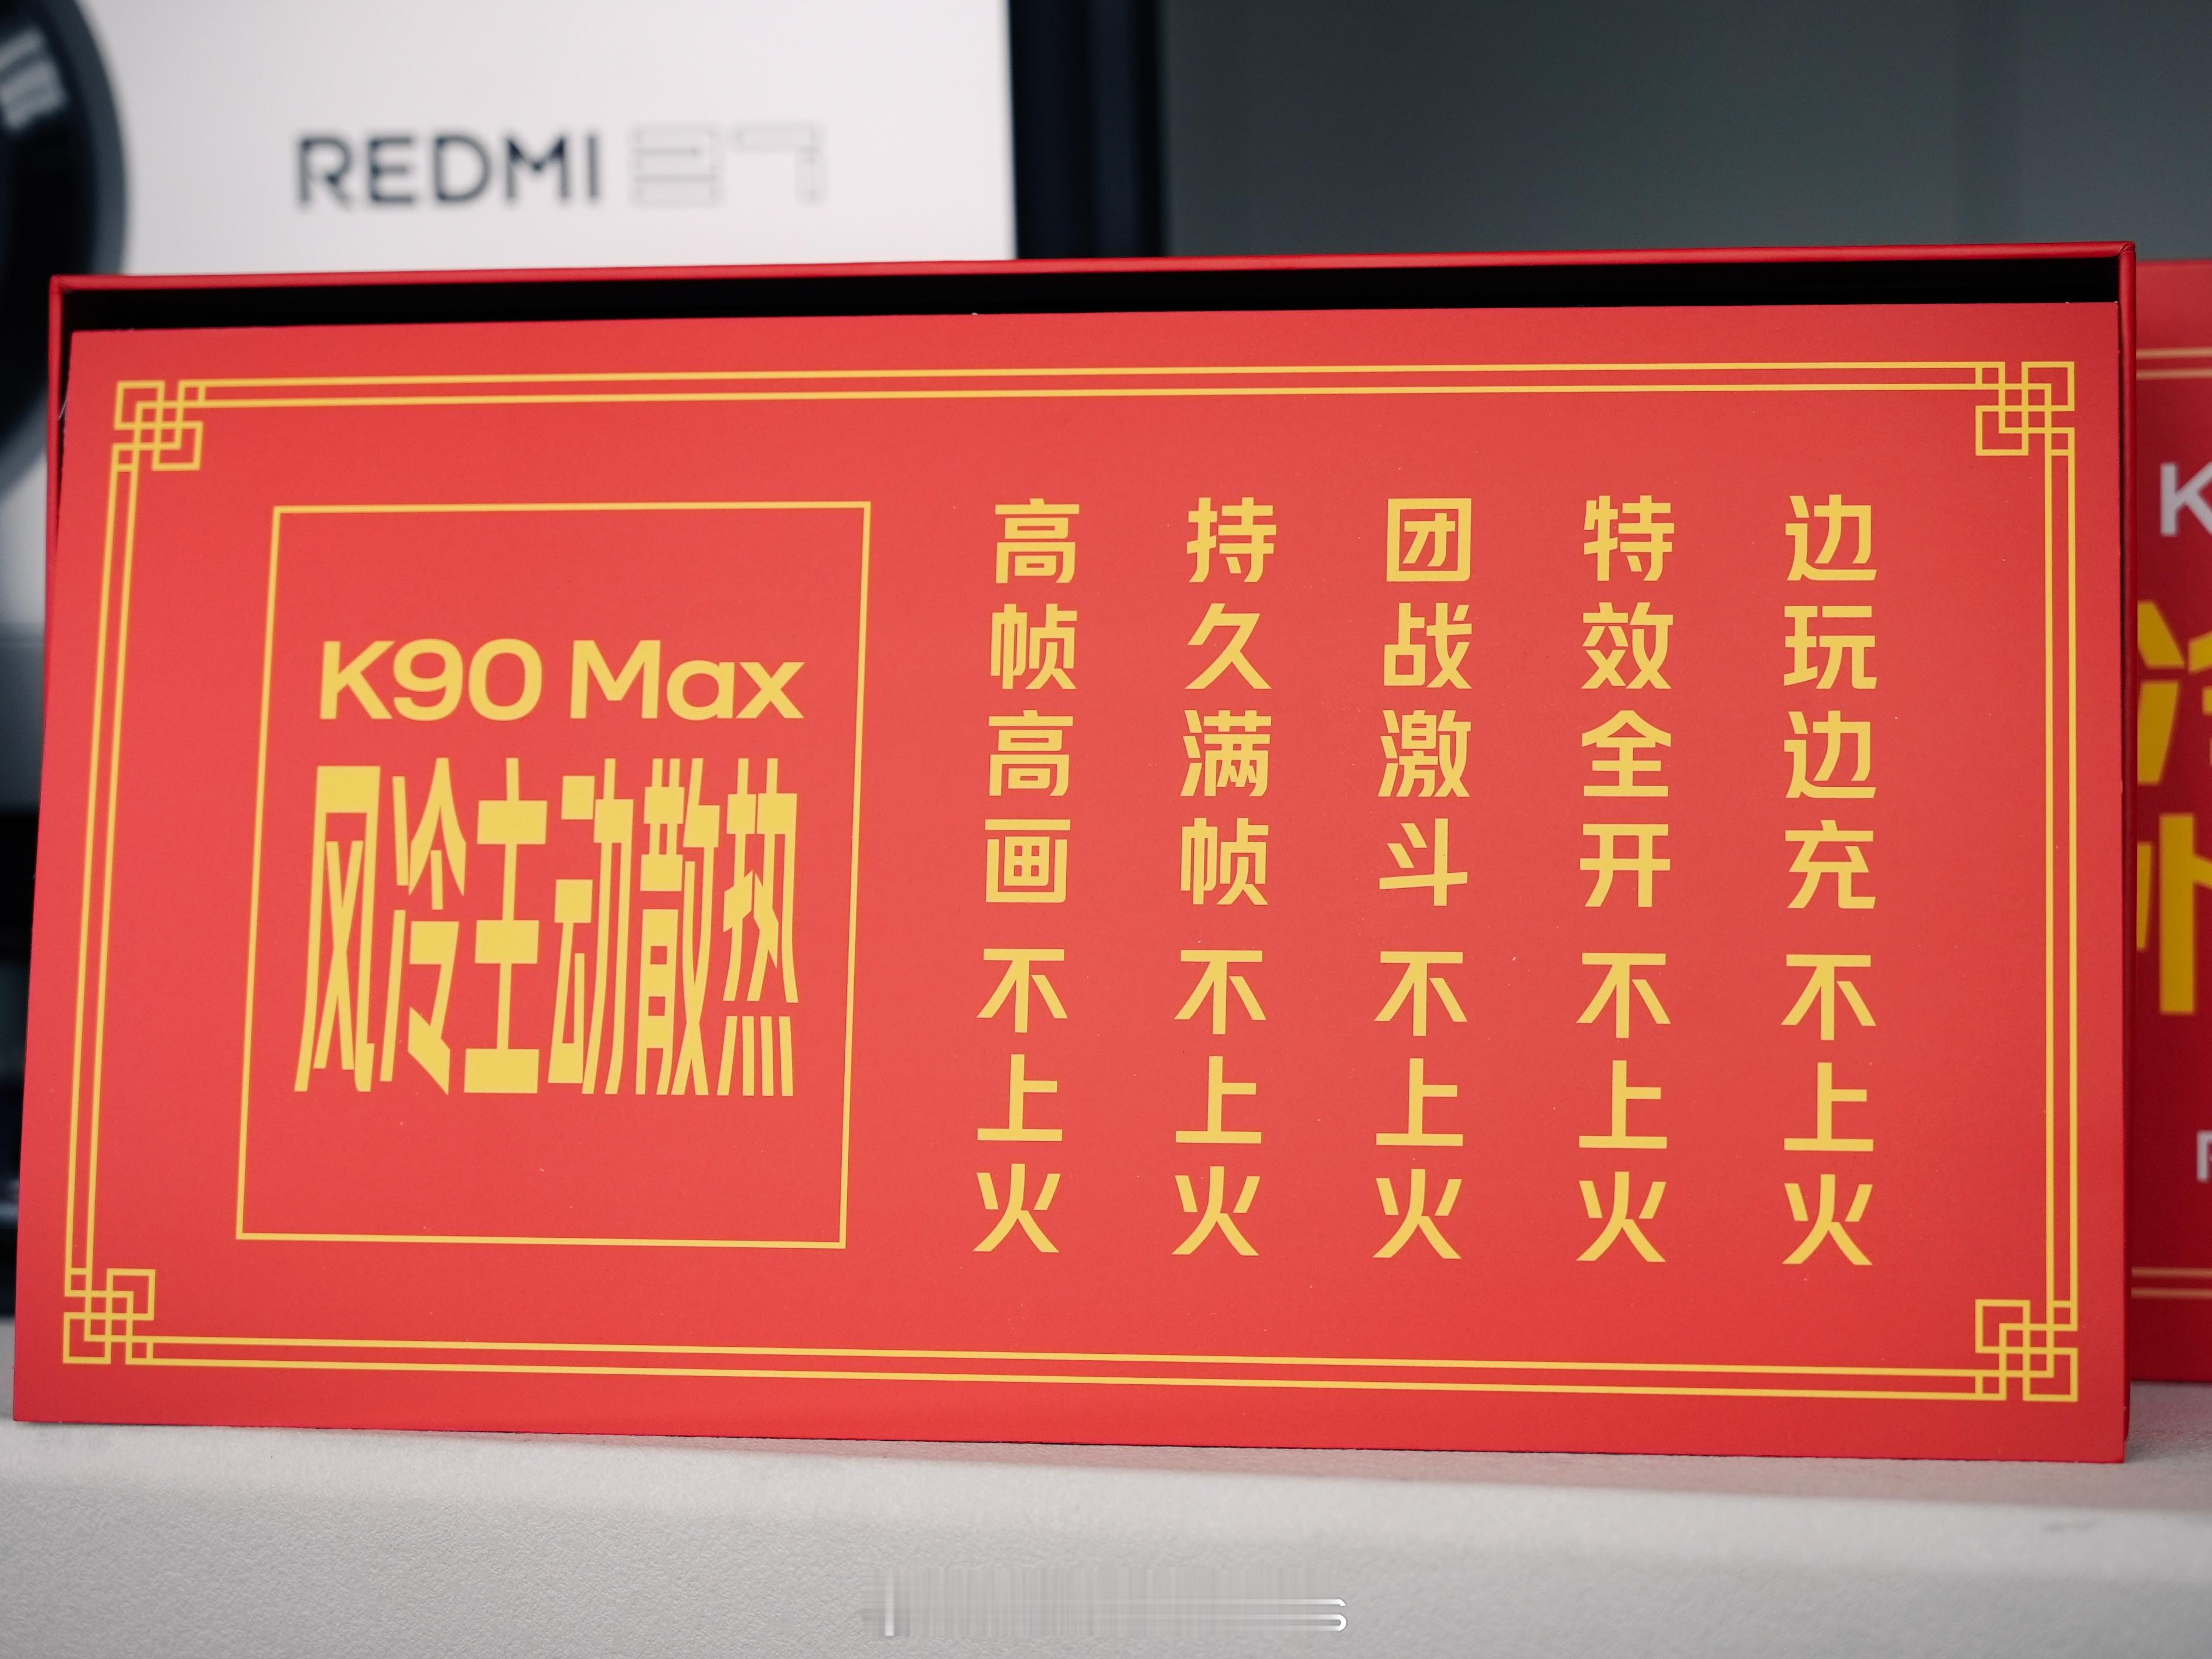 REDMI 27
K90 Max
风冷主动散热
高帧高画 不上火
持久满帧 不上火
团战激斗 不上火
特效全开 不上火
边玩边充 不上火
K